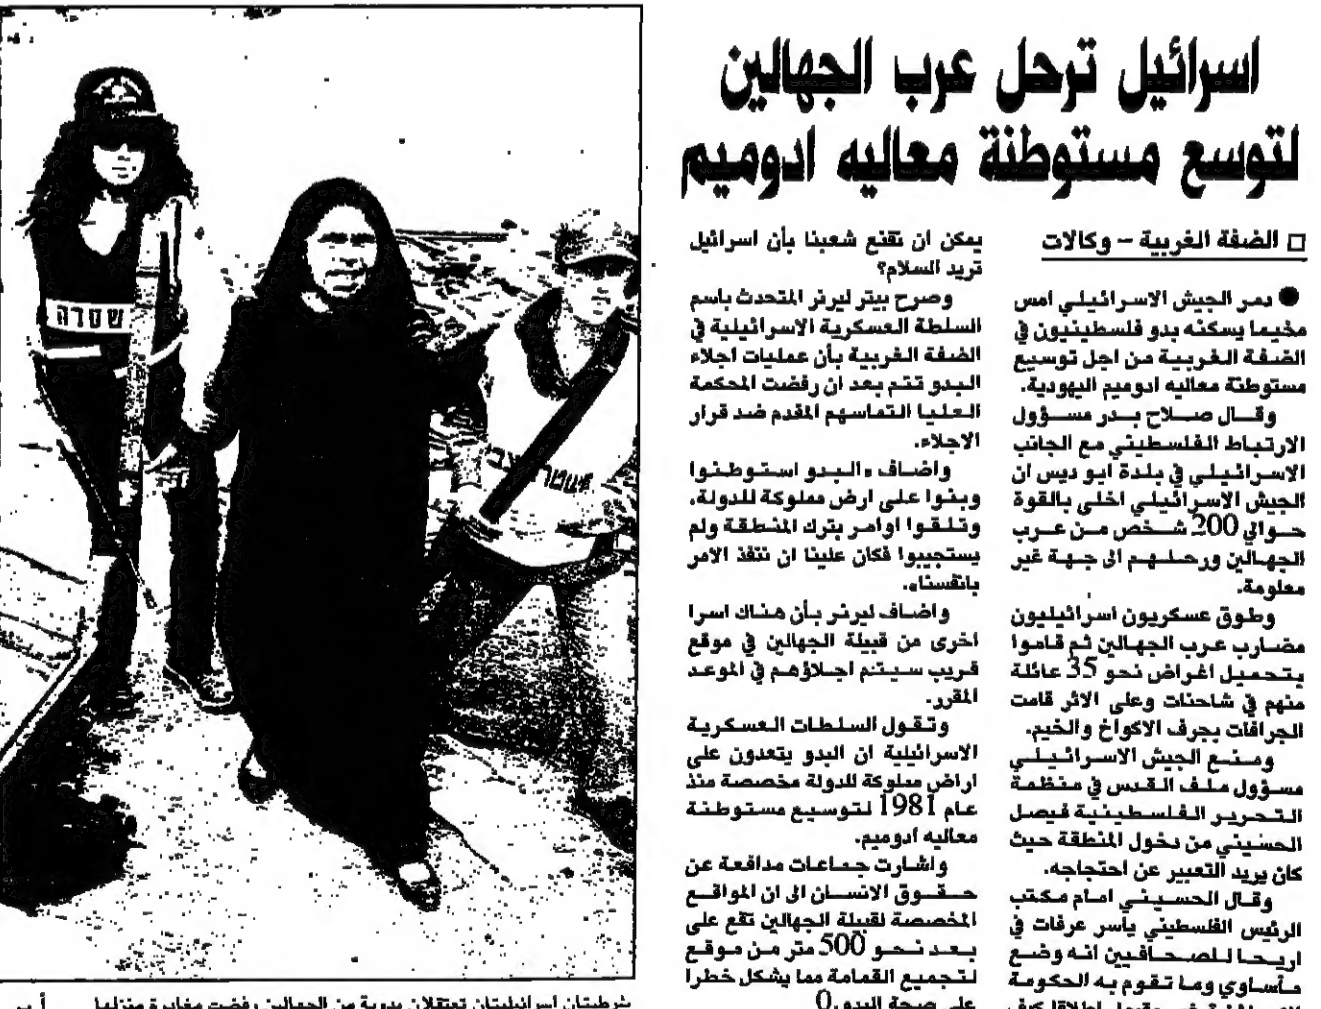 اسرائيل ترحل عرب الجهالين
لتوسع مستوطنة معاليه ادوميم
□ الضفة الغربية – وكالات
● دمر الجيش الاسرائيلي امس
مخيما يسكنه بدو فلسطينيون في
الضفة الغربية من اجل توسيع
مستوطنة معاليه ادوميم اليهودية.
وقال صلاح بدر مسؤول
الارتباط الفلسطيني مع الجانب
الاسرائيلي في بلدة ابو ديس ان
الجيش الاسرائيلي اخلى بالقوة
حوالي 200 شخص من عرب
الجهالين ورحلهم الى جهة غير
معلومة.
وطوق عسكريون اسرائيليون
مضارب عرب الجهالين ثم قاموا
بتحميل اغراض نحو 35 عائلة
منهم في شاحنات وعلى الاثر قامت
الجرافات بجرف الاكواخ والخيم.
ومنع الجيش الاسرائيلي
مسؤول ملف القدس في منظمة
التحرير الفلسطينية فيصل
الحسيني من دخول المنطقة حيث
كان يريد التعبير عن احتجاجه.
وقال الحسيني امام مكتب
الرئيس الفلسطيني ياسر عرفات في
اريحا للصحافيين انه وضع
مأساوي وما تقوم به الحكومة
يمكن ان نقنع شعبنا بأن اسرائيل
تريد السلام؟
وصرح بيتر ليرنر المتحدث باسم
السلطة العسكرية الاسرائيلية في
الضفة الغربية بأن عمليات اجلاء
البدو تتم بعد ان رفضت المحكمة
العليا التماسهم المقدم ضد قرار
الاجلاء.
واضاف «البدو استوطنوا
وبنوا على ارض مملوكة للدولة،
وتلقوا اوامر بترك المنطقة ولم
يستجيبوا فكان علينا ان ننفذ الامر
بانفسنا».
واضاف ليرنر بأن هناك اسرا
اخرى من قبيلة الجهالين في موقع
قريب سيتم اجلاؤهم في الموعد
المقرر.
وتقول السلطات العسكرية
الاسرائيلية ان البدو يتعدون على
اراض مملوكة للدولة مخصصة منذ
عام 1981 لتوسيع مستوطنة
معاليه ادوميم.
واشارت جماعات مدافعة عن
حقوق الانسان الى ان المواقع
المخصصة لقبيلة الجهالين تقع على
بعد نحو 500 متر من موقع
لتجميع القمامة مما يشكل خطرا
على صحة البدو.
משטרה
شرطيتان اسرائيليتان تعتقلان بدوية من الجهالين رفضت مغادرة منزلها